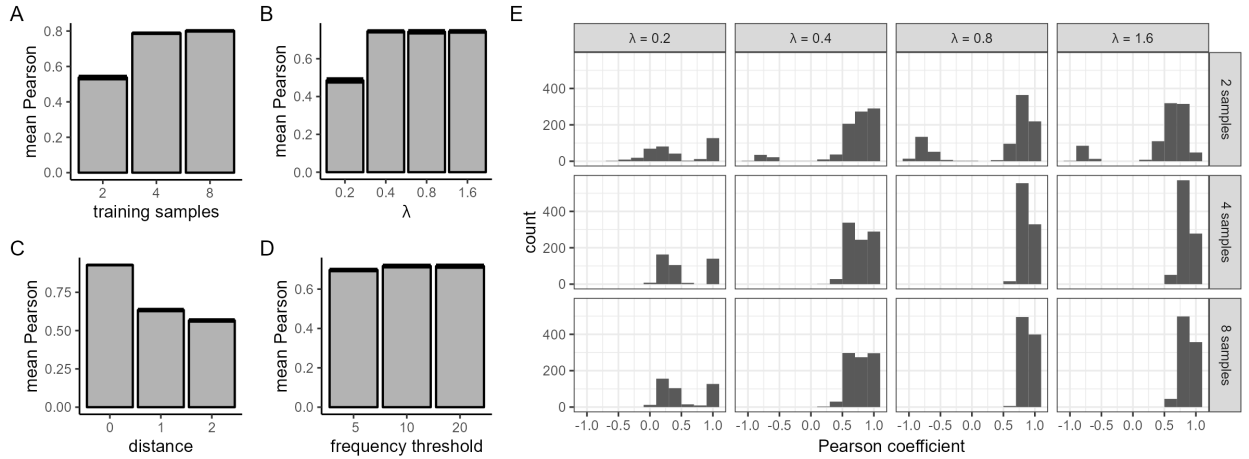 A
mean Pearson
0.8
0.6
0.4
0.2
0.0
2 4 8
training samples
B
mean Pearson
0.6
0.4
0.2
0.0
0.2 0.4 0.8 1.6
λ
C
mean Pearson
0.75
0.50
0.25
0.00
0 1 2
distance
D
mean Pearson
0.6
0.4
0.2
0.0
5 10 20
frequency threshold
E
λ = 0.2 λ = 0.4 λ = 0.8 λ = 1.6
count
400
200
0
2 samples
400
200
0
4 samples
400
200
0
8 samples
-1.0 -0.5 0.0 0.5 1.0 -1.0 -0.5 0.0 0.5 1.0 -1.0 -0.5 0.0 0.5 1.0 -1.0 -0.5 0.0 0.5 1.0
Pearson coefficient